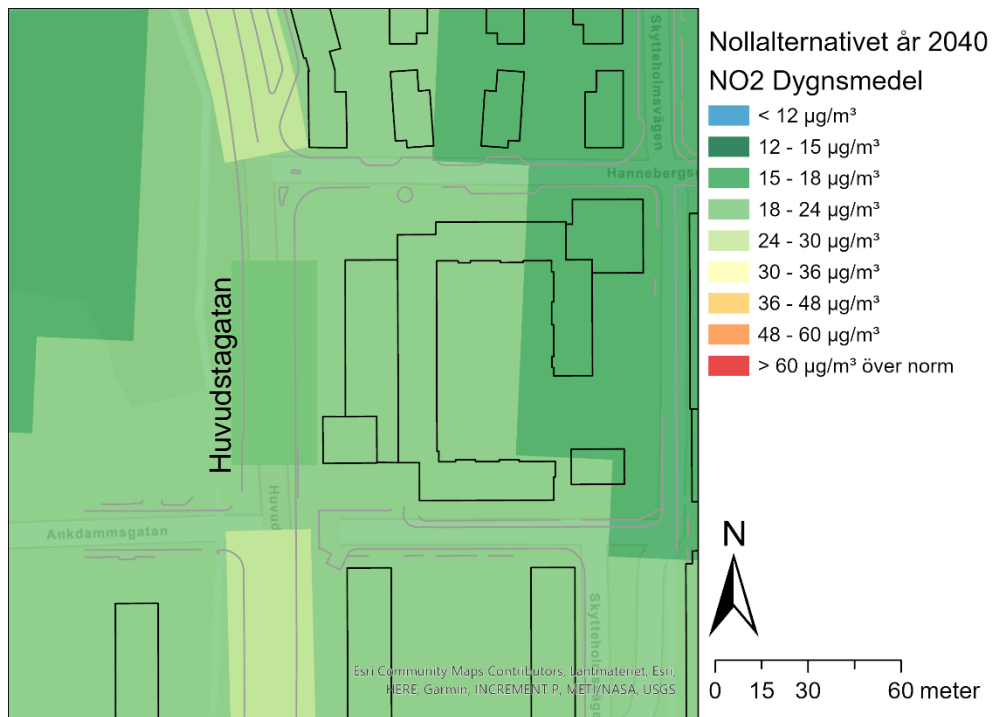 Nollalternativet år 2040
NO2 Dygnsmedel
< 12 µg/m³
12 - 15 µg/m³
15 - 18 µg/m³
18 - 24 µg/m³
24 - 30 µg/m³
30 - 36 µg/m³
36 - 48 µg/m³
48 - 60 µg/m³
> 60 µg/m³ över norm
Skytteholmsvägen
Hannebergsg
Huvudstagatan
Huvud
Ankdammsgatan
Skytteholmsvägen
Esri Community Maps Contributors, Lantmäteriet, Esri,
HERE, Garmin, INCREMENT P, METI/NASA, USGS
N
0 15 30 60 meter